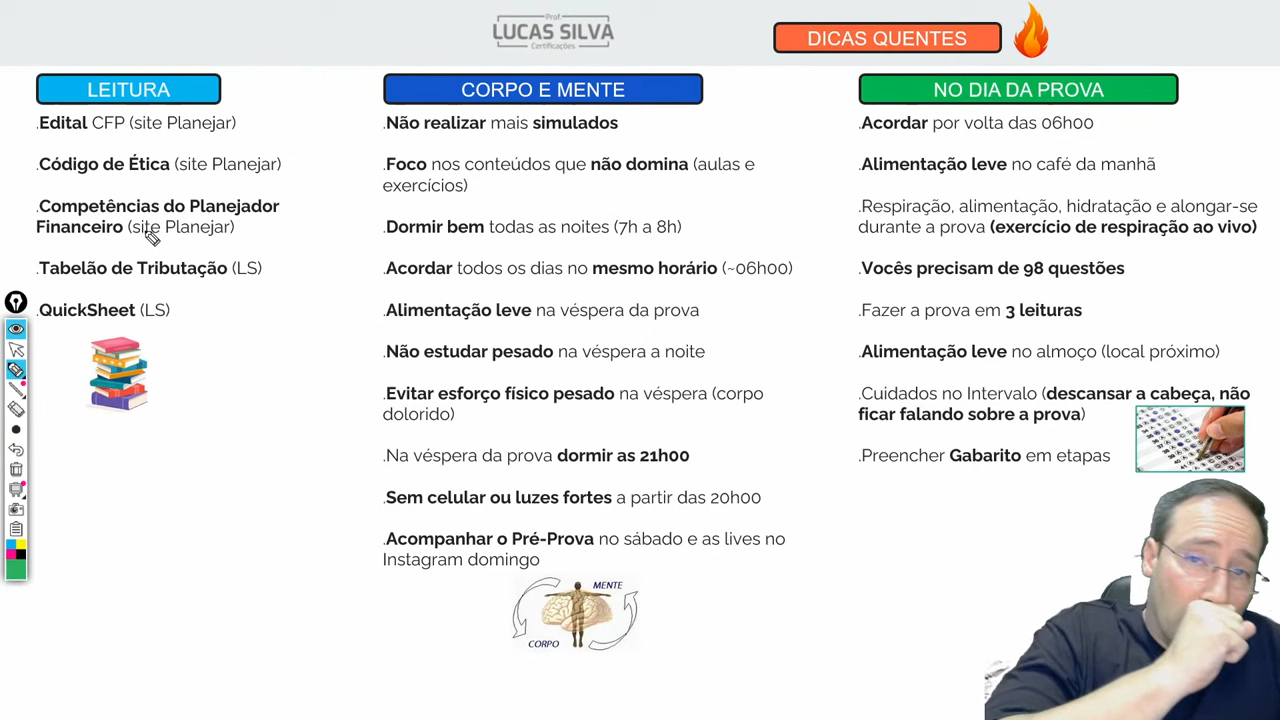 Prof.
LUCAS SILVA
Certificações
DICAS QUENTES
LEITURA
.Edital CFP (site Planejar)
.Código de Ética (site Planejar)
.Competências do Planejador
Financeiro (site Planejar)
.Tabelão de Tributação (LS)
.QuickSheet (LS)
CORPO E MENTE
.Não realizar mais simulados
.Foco nos conteúdos que não domina (aulas e
exercícios)
.Dormir bem todas as noites (7h a 8h)
.Acordar todos os dias no mesmo horário (~06h00)
.Alimentação leve na véspera da prova
.Não estudar pesado na véspera a noite
.Evitar esforço físico pesado na véspera (corpo
dolorido)
.Na véspera da prova dormir as 21h00
.Sem celular ou luzes fortes a partir das 20h00
.Acompanhar o Pré-Prova no sábado e as lives no
Instagram domingo
MENTE
CORPO
NO DIA DA PROVA
.Acordar por volta das 06h00
.Alimentação leve no café da manhã
.Respiração, alimentação, hidratação e alongar-se
durante a prova (exercício de respiração ao vivo)
.Vocês precisam de 98 questões
.Fazer a prova em 3 leituras
.Alimentação leve no almoço (local próximo)
.Cuidados no Intervalo (descansar a cabeça, não
ficar falando sobre a prova)
.Preencher Gabarito em etapas